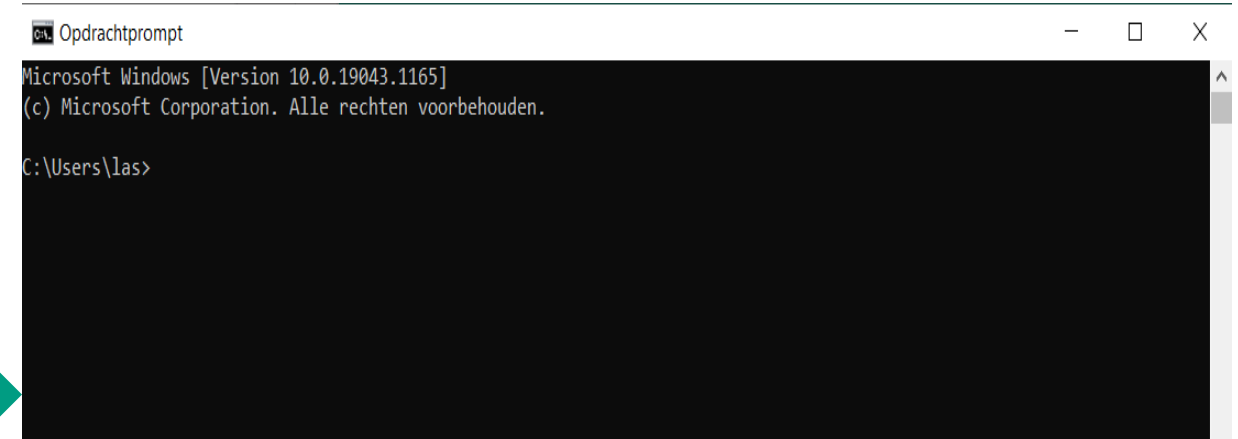 Opdrachtprompt
Microsoft Windows [Version 10.0.19043.1165]
(c) Microsoft Corporation. Alle rechten voorbehouden.
C:\Users\las>